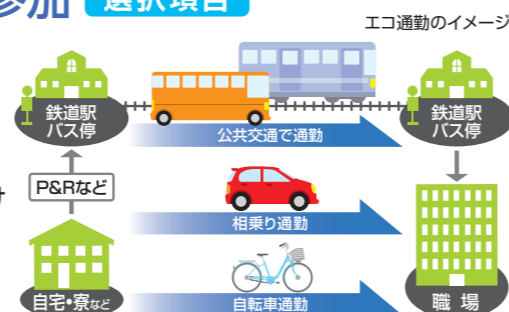 参加 選択項目
エコ通勤のイメージ
鉄道駅
バス停
鉄道駅
バス停
公共交通で通勤
P&Rなど
相乗り通勤
自宅・寮など
自転車通勤
職場